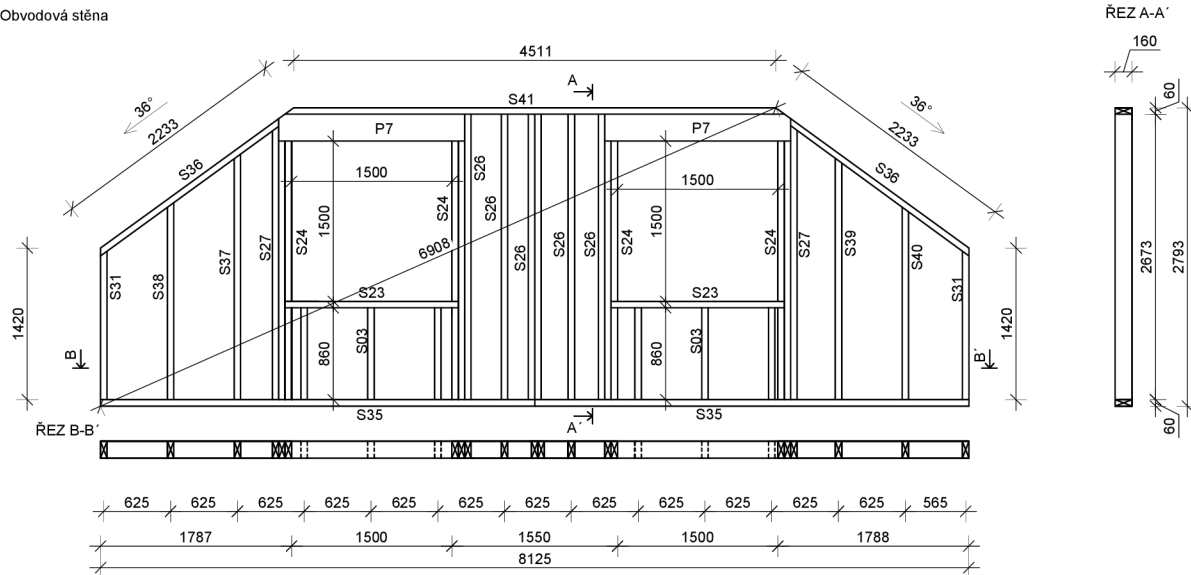 Obvodová stěna
ŘEZ A-A´
160
4511
A
60
36°
2233
S41
36°
2233
P7
P7
S36
S26
S36
1500
1500
S24
S26
S24
1500
1500
6908
S31
S38
S37
S27
S24
S26
S26
S26
S24
S27
S39
S40
S31
2673
2793
S23
S23
1420
1420
B
860
S03
860
S03
B´
S35
A´
S35
60
ŘEZ B-B´
625 625 625 625 625 625 625 625 625 625 625 625 565
1787 1500 1550 1500 1788
8125